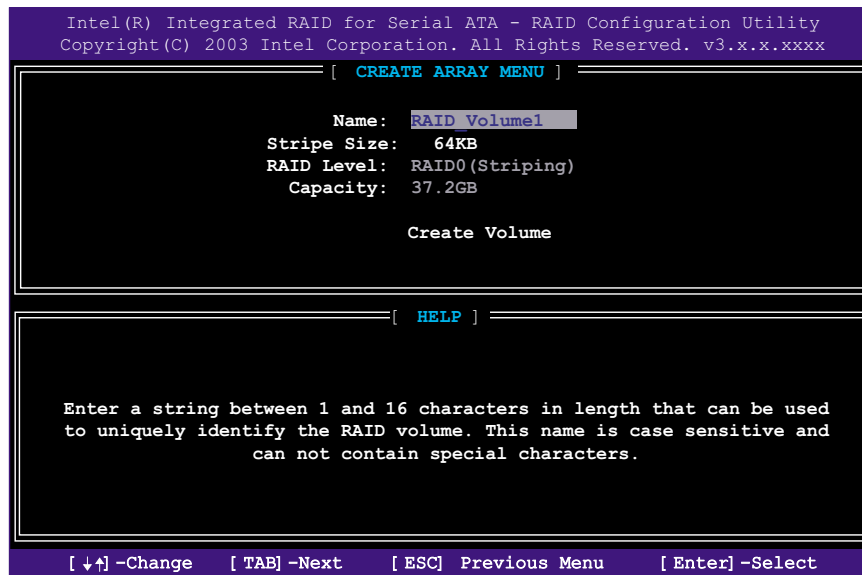 Intel(R) Integrated RAID for Serial ATA - RAID Configuration Utility
Copyright(C) 2003 Intel Corporation. All Rights Reserved. v3.x.x.xxxx
[ CREATE ARRAY MENU ]
Name: RAID_Volume1
Stripe Size: 64KB
RAID Level: RAID0(Striping)
Capacity: 37.2GB
Create Volume
[ HELP ]
Enter a string between 1 and 16 characters in length that can be used
to uniquely identify the RAID volume. This name is case sensitive and
can not contain special characters.
[↓↑]-Change [TAB]-Next [ESC] Previous Menu [Enter]-Select